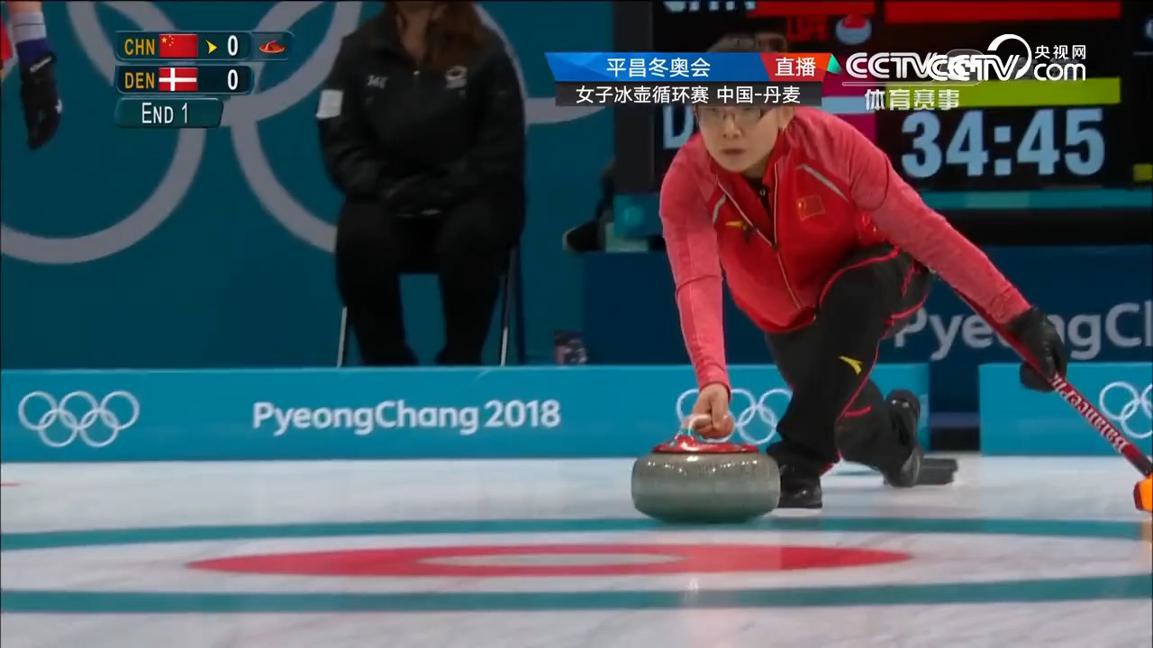 CHN 0
DEN 0
END 1
平昌冬奥会 直播
女子冰壶循环赛 中国-丹麦
CCTV 央视网
CCTV.com
体育赛事
34:45
PyeongCh
PyeongChang 2018
Balance